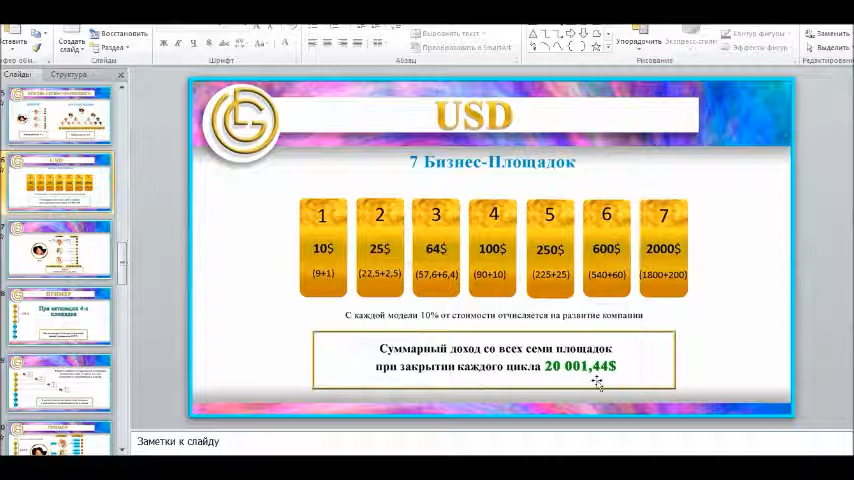 Вставить
Создать слайд
Восстановить
Раздел
Слайды
Шрифт
Абзац
Выровнять текст
Преобразовать в SmartArt
Упорядочить
Экспресс-стили
Контур фигуры
Эффекты фигур
Рисование
Заменить
Выделить
Слайды
Структура
USD
7 Бизнес-Площадок
1 2 3 4 5 6 7
10$ 25$ 64$ 100$ 250$ 600$ 2000$
(9+1) (22,5+2,5) (57,6+6,4) (90+10) (225+25) (540+60) (1800+200)
С каждой модели 10% от стоимости отчисляется на развитие компании
Суммарный доход со всех семи площадок
при закрытии каждого цикла 20 001,44$
Заметки к слайду